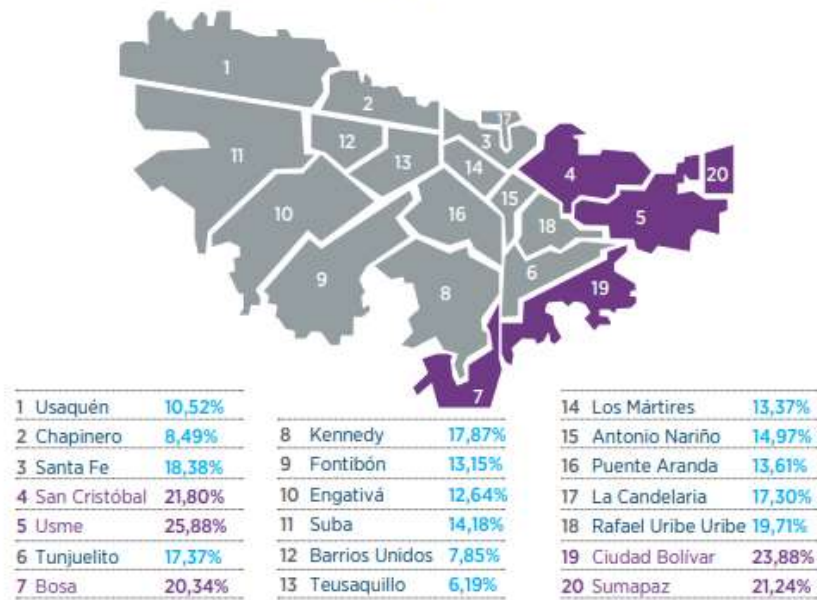 1
2
17
3
12
11
13
14
4
20
15
5
10
16
18
6
9
8
19
7
1 Usaquén 10,52%
2 Chapinero 8,49%
3 Santa Fe 18,38%
4 San Cristóbal 21,80%
5 Usme 25,88%
6 Tunjuelito 17,37%
7 Bosa 20,34%
8 Kennedy 17,87%
9 Fontibón 13,15%
10 Engativá 12,64%
11 Suba 14,18%
12 Barrios Unidos 7,85%
13 Teusaquillo 6,19%
14 Los Mártires 13,37%
15 Antonio Nariño 14,97%
16 Puente Aranda 13,61%
17 La Candelaria 17,30%
18 Rafael Uribe Uribe 19,71%
19 Ciudad Bolívar 23,88%
20 Sumapaz 21,24%